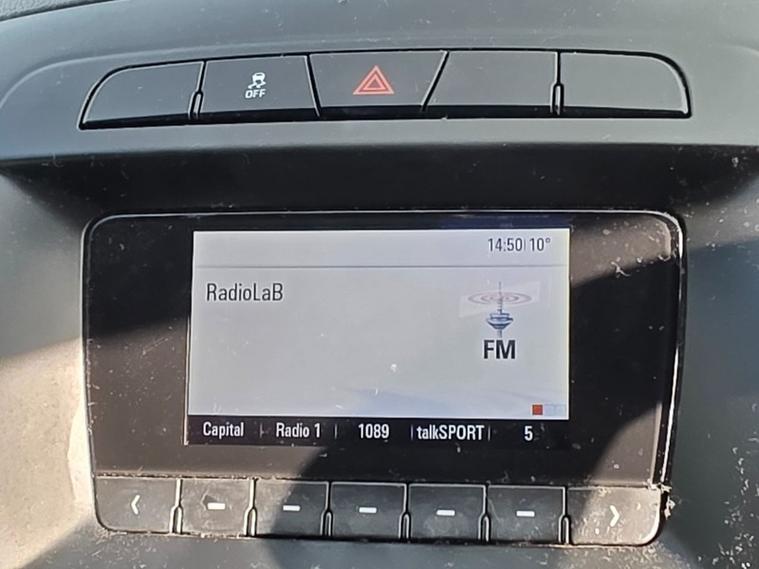 OFF
14:50 10°
RadioLaB
FM
Capital Radio 1 1089 talkSPORT 5